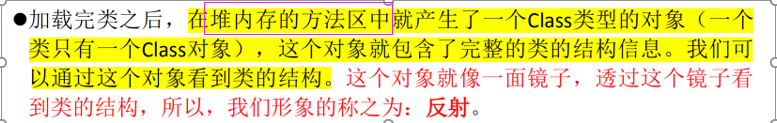 ●加载完类之后，在堆内存的方法区中就产生了一个Class类型的对象（一个
类只有一个Class对象），这个对象就包含了完整的类的结构信息。我们可
以通过这个对象看到类的结构。这个对象就像一面镜子，透过这个镜子看
到类的结构，所以，我们形象的称之为：反射。